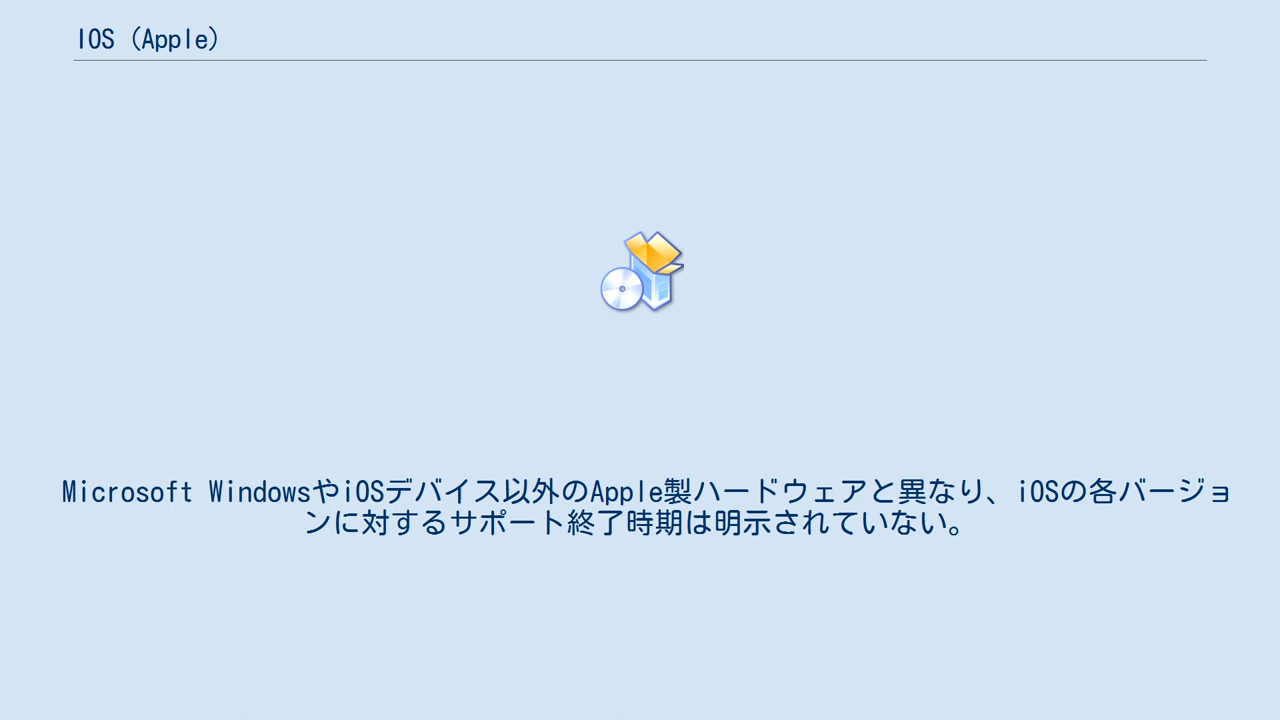 IOS (Apple)
Microsoft WindowsやiOSデバイス以外のApple製ハードウェアと異なり、iOSの各バージョ
ンに対するサポート終了時期は明示されていない。